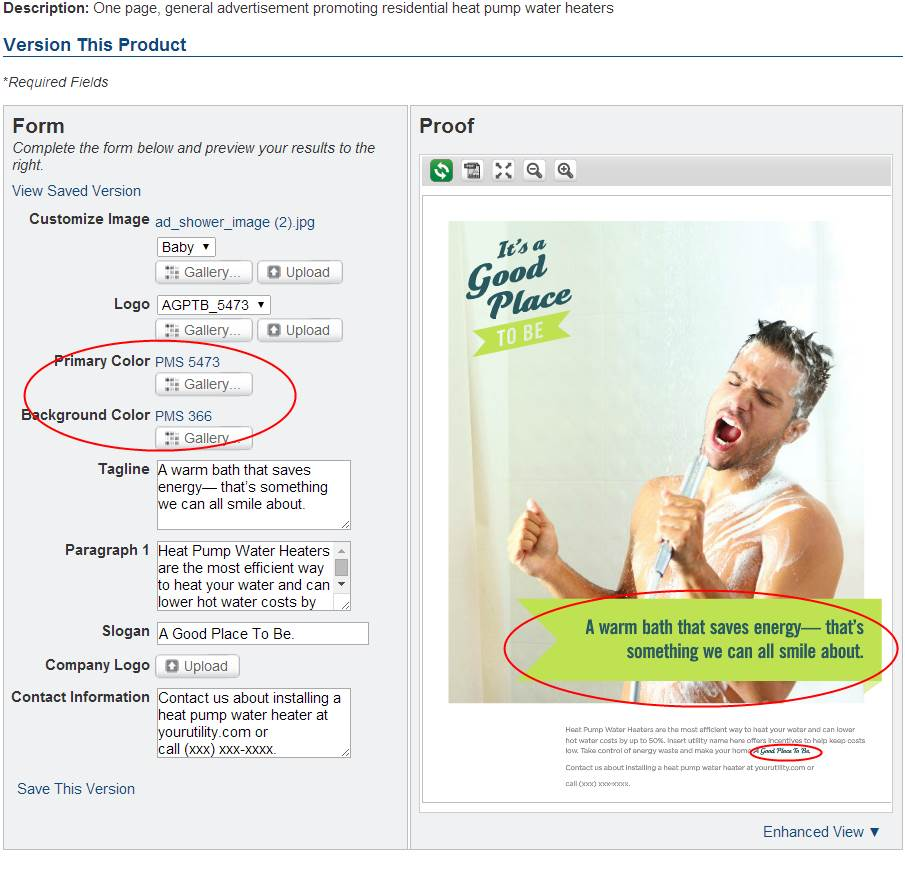 Description: One page, general advertisement promoting residential heat pump water heaters
Version This Product
*Required Fields
Form
Complete the form below and preview your results to the
right.
View Saved Version
Customize Image ad_shower_image (2).jpg
Baby
Gallery... Upload
Logo AGPTB_5473
Gallery... Upload
Primary Color PMS 5473
Gallery...
Background Color PMS 366
Gallery...
Tagline A warm bath that saves
energy— that's something
we can all smile about.
Paragraph 1 Heat Pump Water Heaters
are the most efficient way
to heat your water and can
lower hot water costs by
Slogan A Good Place To Be.
Company Logo Upload
Contact Information Contact us about installing a
heat pump water heater at
yourutility.com or
call (xxx) xxx-xxxx.
Save This Version
Proof
PDF
It's a
Good
Place
TO BE
A warm bath that saves energy— that's
something we can all smile about.
Heat Pump Water Heaters are the most efficient way to heat your water and can lower
hot water costs by up to 50%. Insert utility name here offers incentives to help keep costs
low. Take control of energy waste and make your home A Good Place To Be.
Contact us about installing a heat pump water heater at yourutility.com or
call (xxx) xxx-xxxx.
Enhanced View ▼